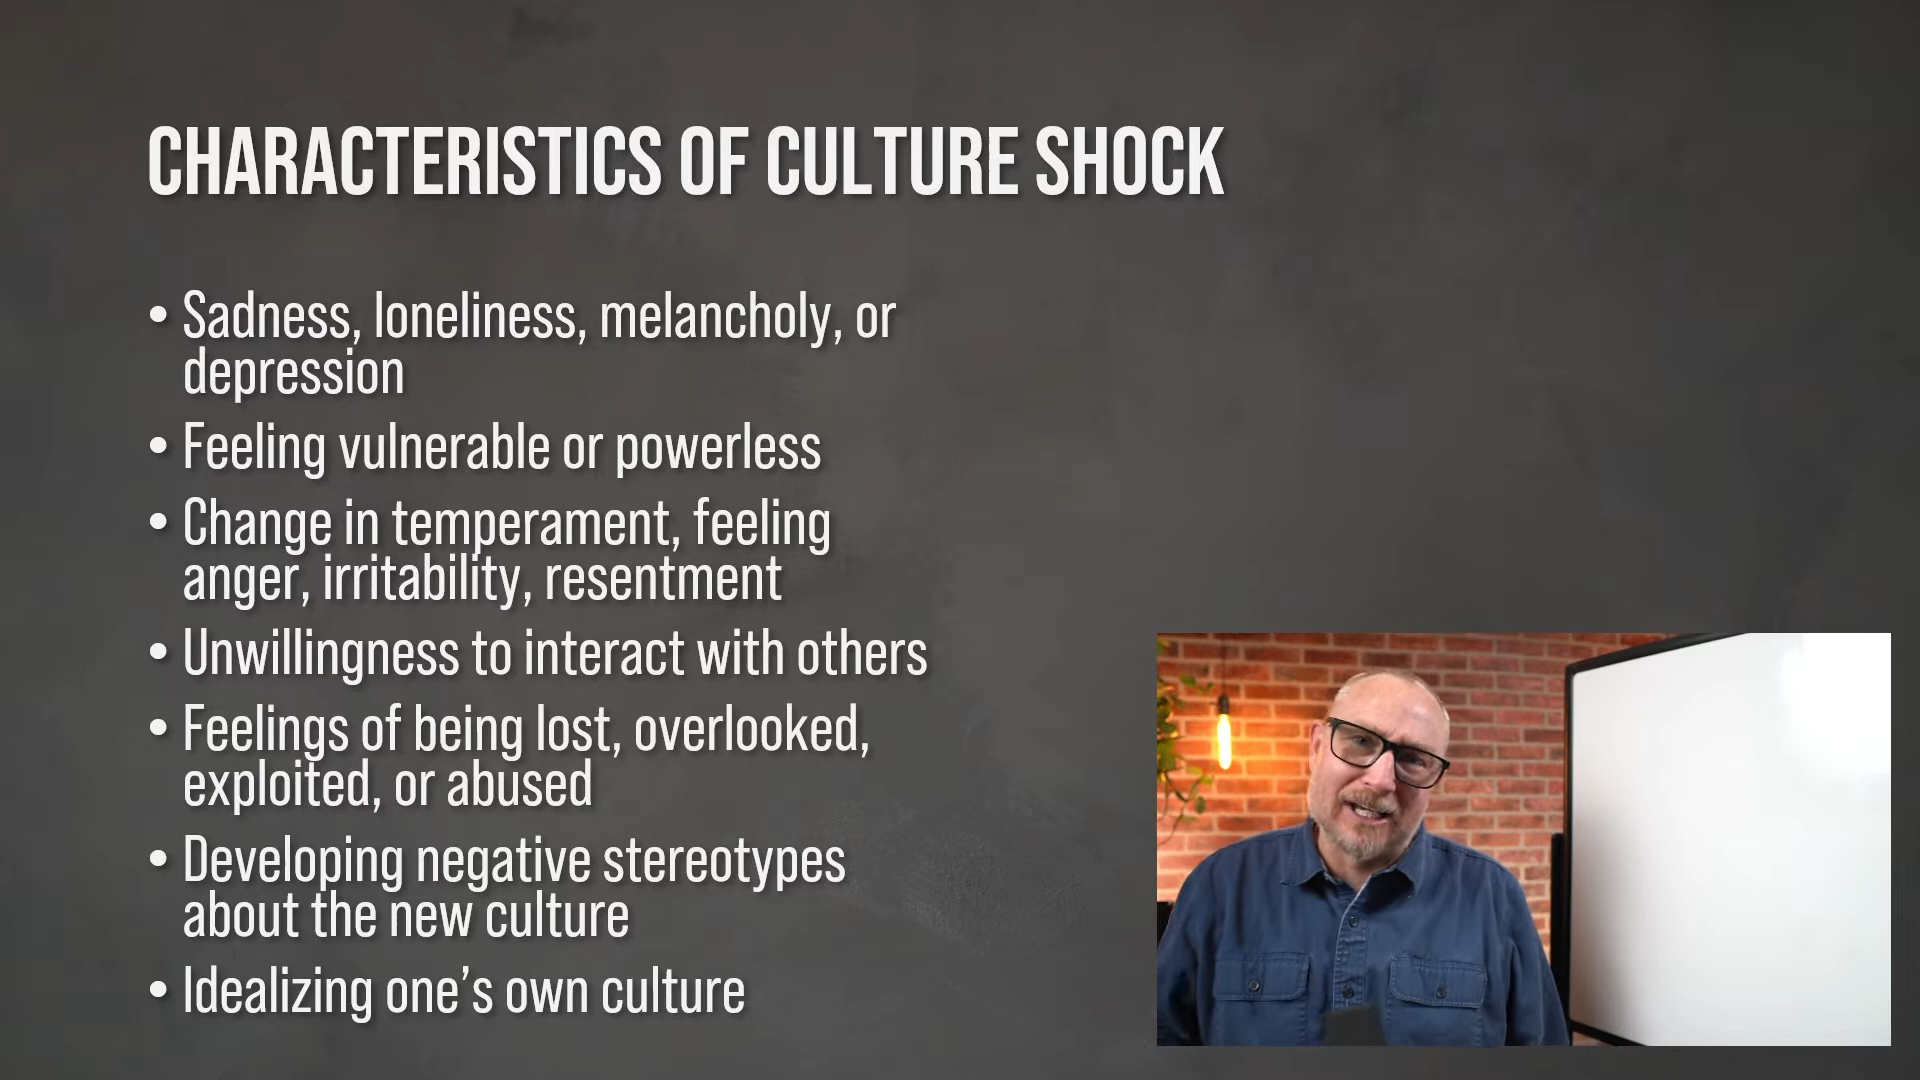 CHARACTERISTICS OF CULTURE SHOCK
• Sadness, loneliness, melancholy, or
depression
• Feeling vulnerable or powerless
• Change in temperament, feeling
anger, irritability, resentment
• Unwillingness to interact with others
• Feelings of being lost, overlooked,
exploited, or abused
• Developing negative stereotypes
about the new culture
• Idealizing one’s own culture